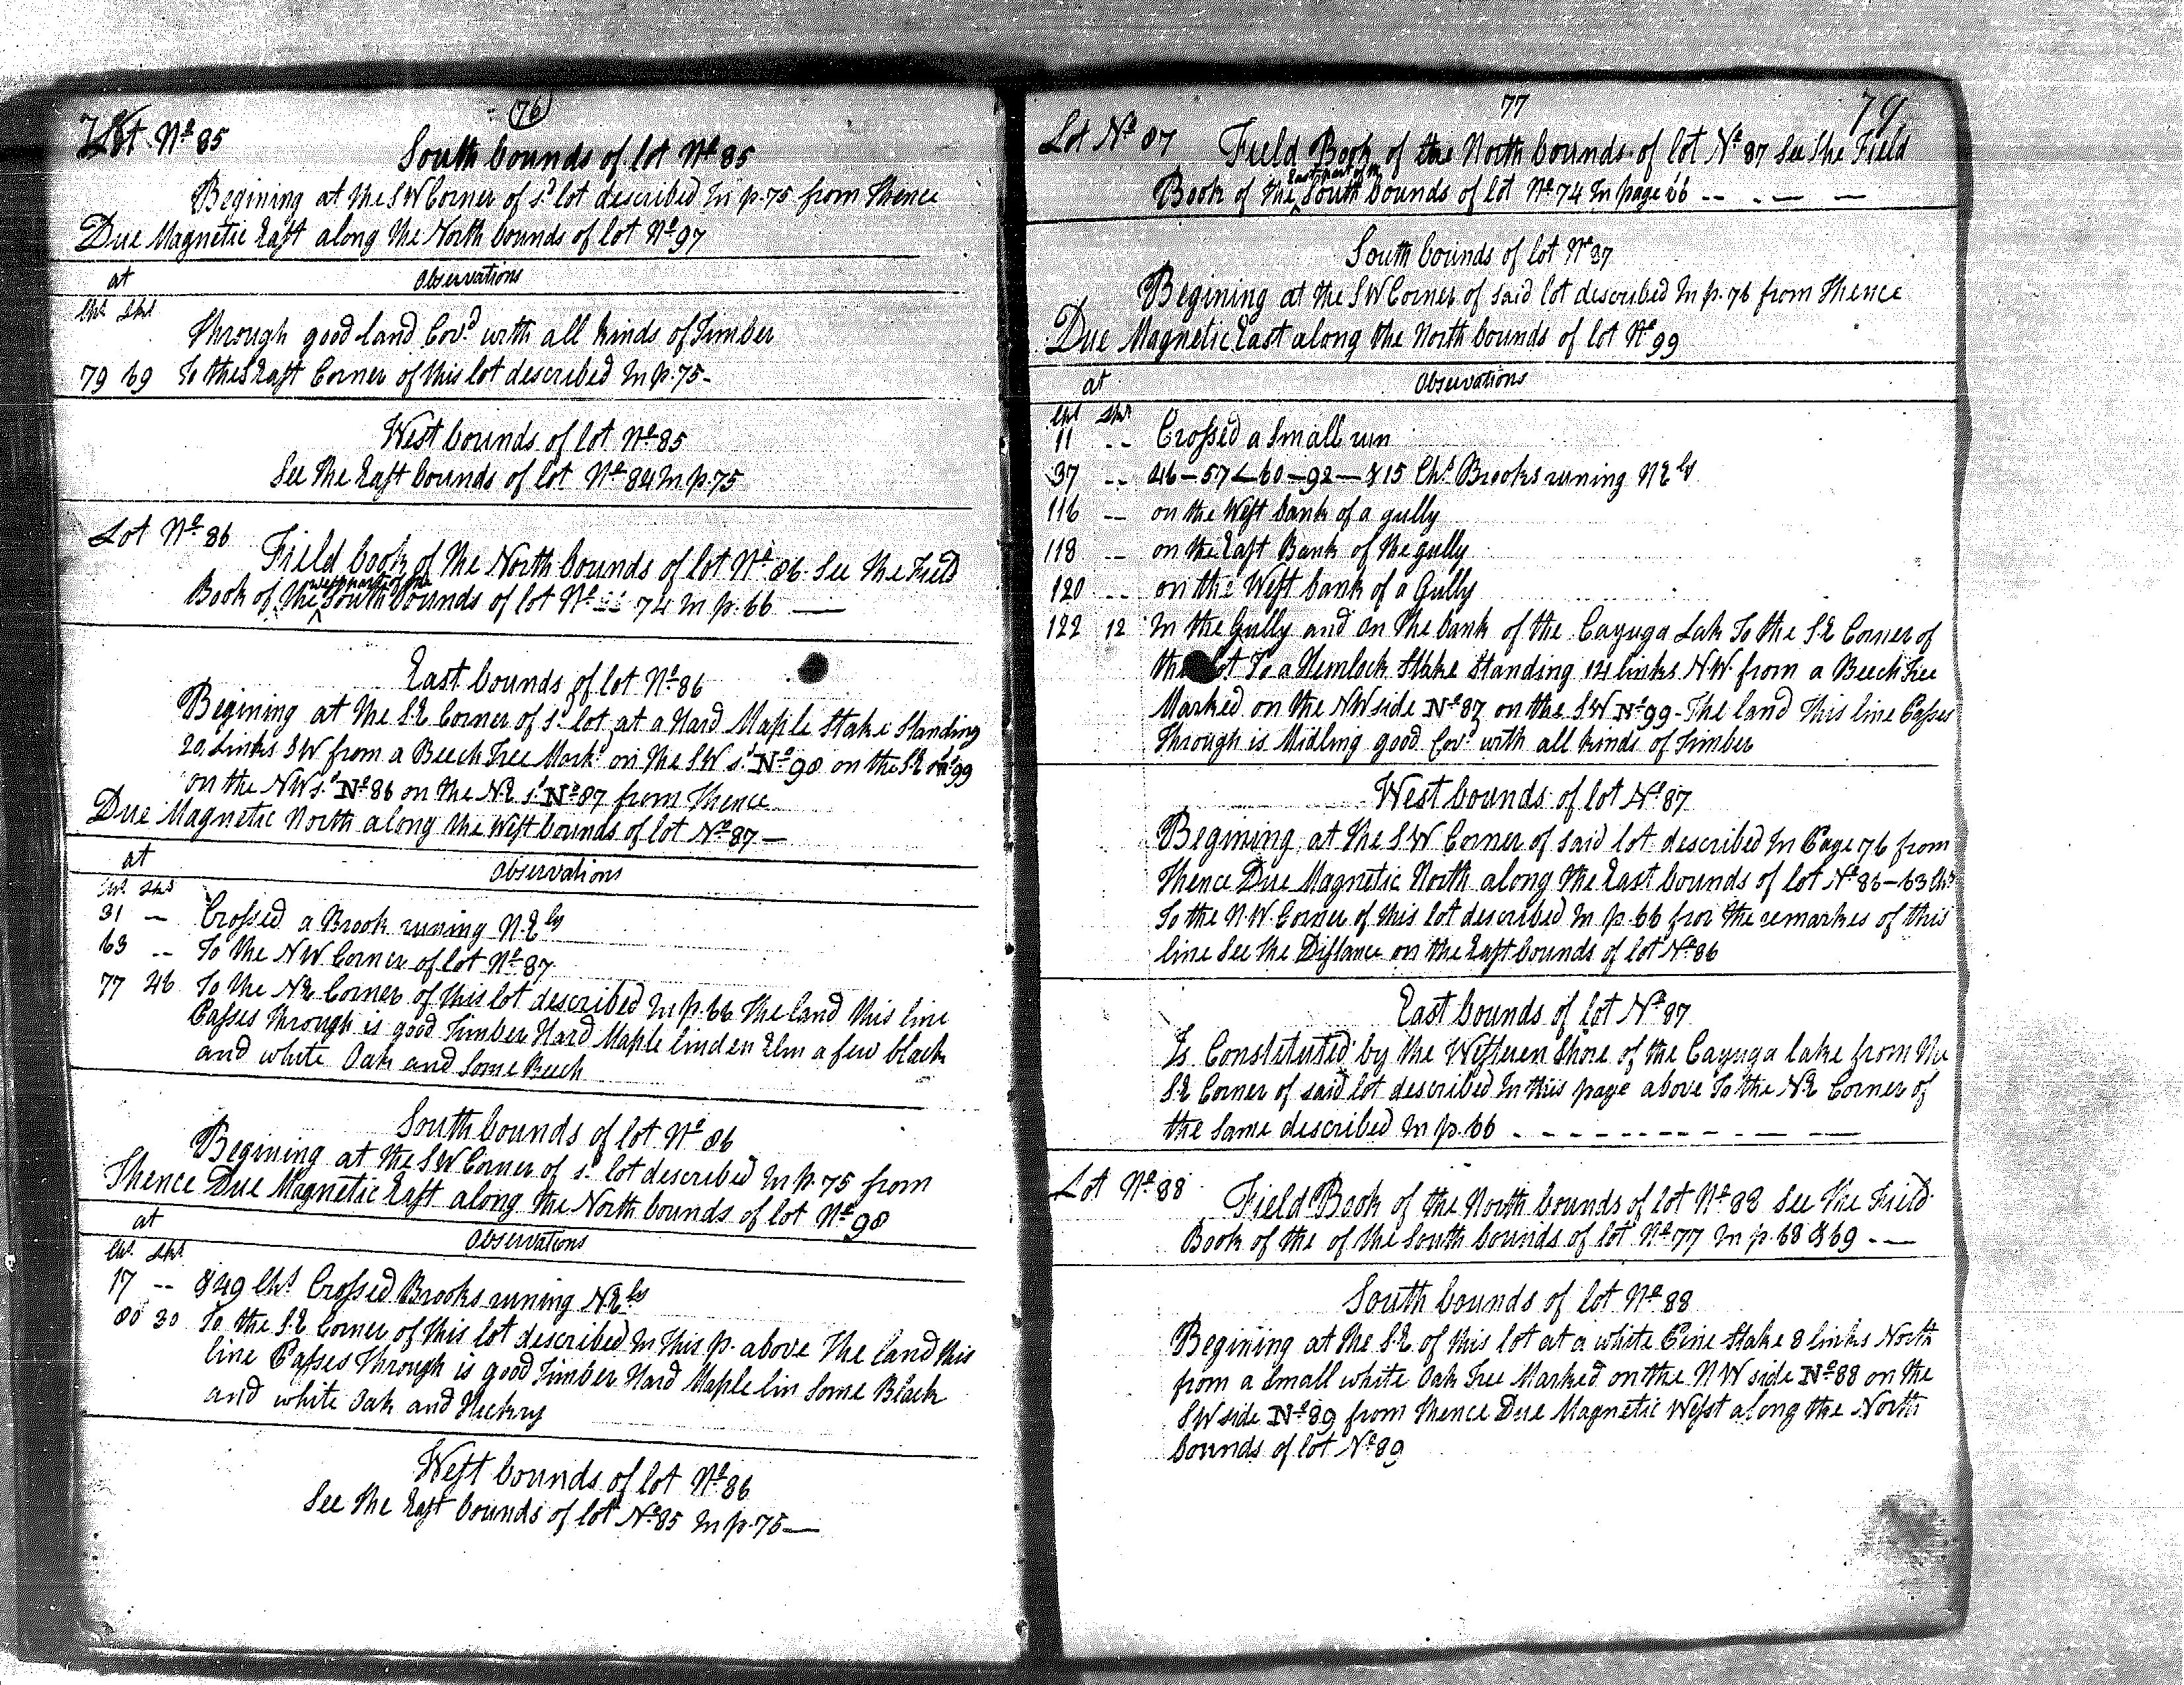 (76)
Lot Nº 85
South bounds of lot Nº 85
Begining at the SW Corner of sd lot described In p. 75 from Thence
Due Magnetic East along the North bounds of lot Nº 97
at Observations
Chs Lks
Through good land Covd with all kinds of Timber
79 69 To the S East Corner of this lot described In p. 75-
West bounds of lot Nº 85
See the East bounds of lot Nº 84 In p. 75
Lot Nº 86
Field book of the North bounds of lot Nº 86. See the Field
west part of the
Book of the ^ South bounds of lot Nº 74 In p. 66 —
East bounds of lot Nº 86
Begining at the S.E Corner of sd lot at a Hard Maple Stake Standing
20 Links SW from a Beech Tree Markd on the SW sd Nº 98 on the S.E sd Nº 99
on the NW sd Nº 86 on the NE sd Nº 87 from Thence
Due Magnetic North along the West bounds of lot Nº 87 —
at Observations
Chs Lks
31 — Crossed a Brook runing N.Ely
63 -- To the NW Corner of lot Nº 87
77 46 To the NE Corner of this lot described In p. 66 The land this line
Passes Through is good Timber Hard Maple linden Elm a few black
and white Oak and Some Beech
South bounds of lot Nº 86
Begining at the SW Corner of sd lot described In p. 75 from
Thence Due Magnetic East along the North bounds of lot Nº 98
at Observations
Chs Lks
17 -- & 49 Chs Crossed Brooks runing NEly
80 30 To the S.E Corner of this lot described In this p. above The land this
line Passes Through is good Timber Hard Maple lin Some Black
and white Oak and Hickry
West bounds of lot Nº 86
See the East bounds of lot Nº 85 In p. 75 —
77 79
Lot Nº 87
Field Book of the North bounds of lot Nº 87 See the Field
East part of the
Book of the ^ South bounds of lot Nº 74 In page 66 -- . — —
South bounds of lot Nº 87
Begining at the SW Corner of said lot described In p. 76 from Thence
Due Magnetic East along the North bounds of lot Nº 99
at Observations
Chs Lks
11 -- Crossed a Small run
37 -- 46 – 57 – 60 – 92 – & 15 Chs Brooks runing NEly
116 -- on the West bank of a gully
118 -- on the East Bank of the gully
120 -- on the West bank of a Gully
122 12 In the Gully and on the bank of the Cayuga Lak To the S.E Corner of
lot To a Hemlock Stake Standing 14 links N.W. from a Beech Tree
Marked on the NW side Nº 87 on the SW Nº 99 - The land This line Passes
Through is Midling good Covd with all kinds of Timber
West bounds of lot Nº 87
Begining at the SW Corner of said lot described In Page 76 from
Thence Due Magnetic North along the East bounds of lot Nº 86 – 63 Chs
To the N.W. Corner of this lot described In p. 66 for the remarkes of this
line See the Distance on the East bounds of lot Nº 86
East bounds of lot Nº 87
Is Constituted by the Western Shore of the Cayuga lake from the
S.E Corner of said lot described In this page above To the N.E Corner of
the Same described In p. 66 - - - - - - - - — —
Lot Nº 88
Field Book of the North bounds of lot Nº 88 See the Field
Book of the of the South bounds of lot Nº 77 In p. 68 & 69 - —
South bounds of lot Nº 88
Begining at the S.E of this lot at a white Pine Stake 8 links North
from a Small white Oak Tree Marked on the NW side Nº 88 on the
SW side Nº 89 from Thence Due Magnetic West along the North
bounds of lot Nº 89